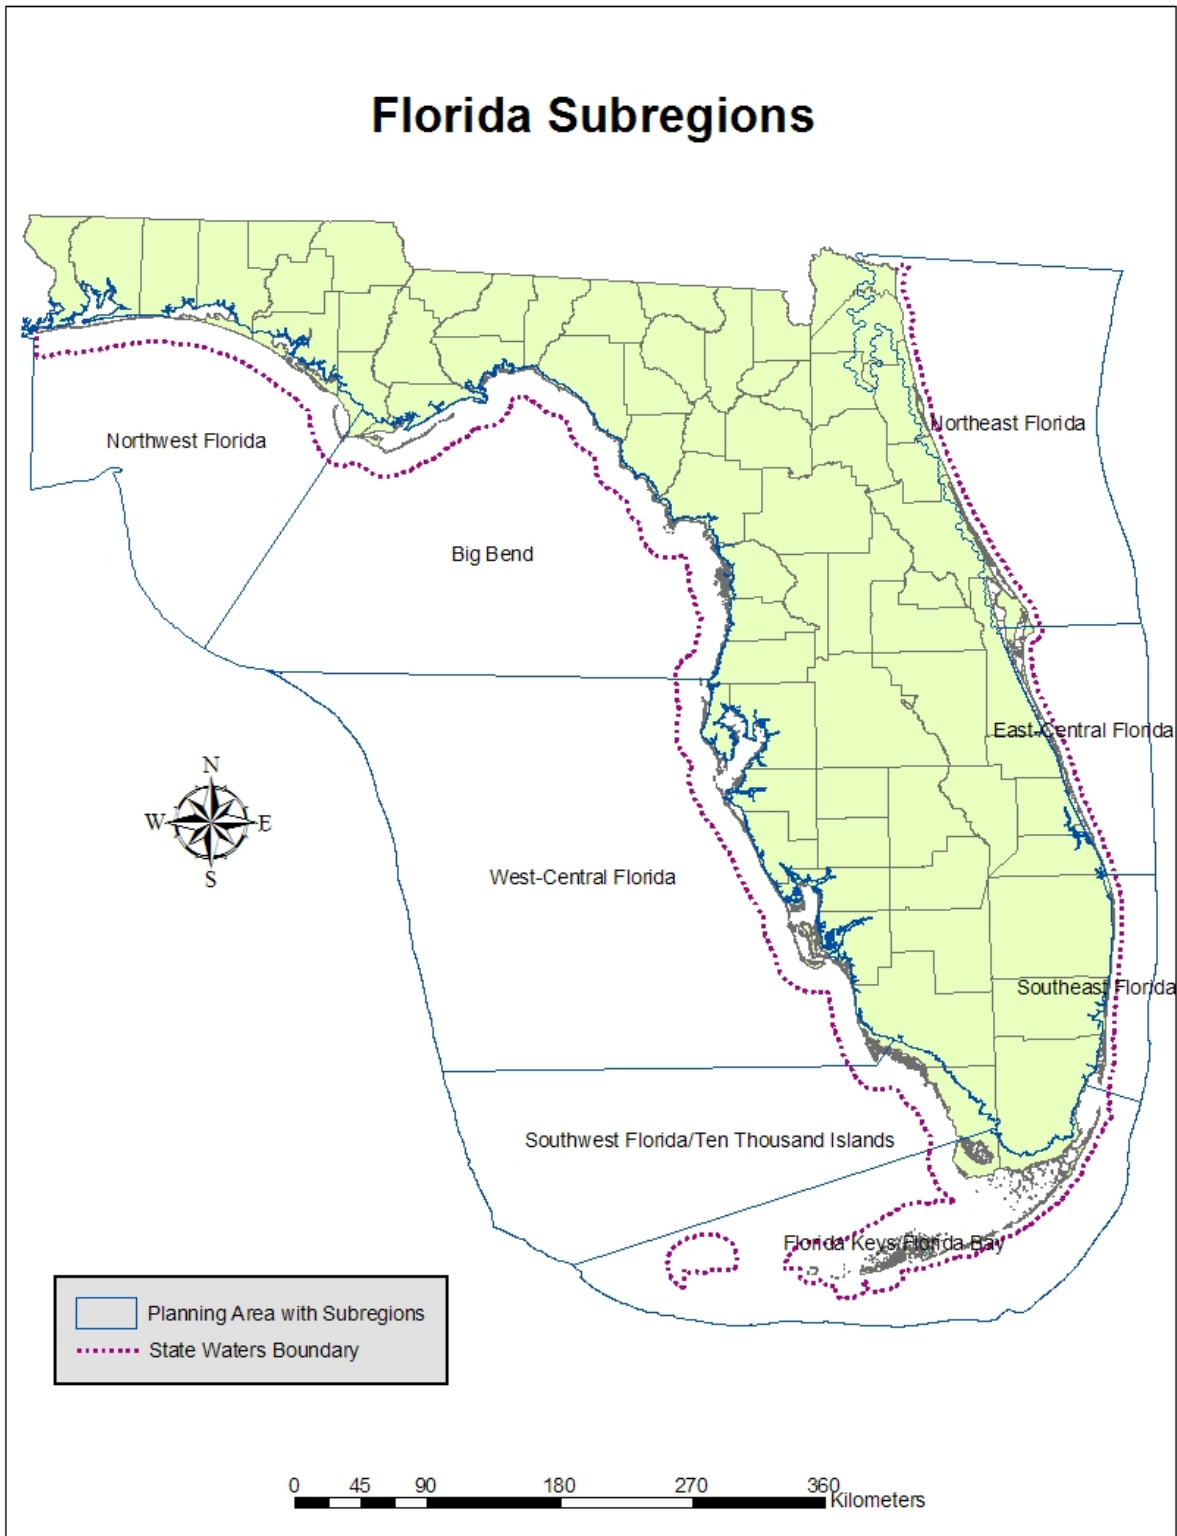 Florida Subregions
Northwest Florida
Northeast Florida
Big Bend
East-Central Florida
N
W
E
S
West-Central Florida
Southeast Florida
Southwest Florida/Ten Thousand Islands
Florida Keys/Florida Bay
Planning Area with Subregions
State Waters Boundary
0 45 90 180 270 360
Kilometers